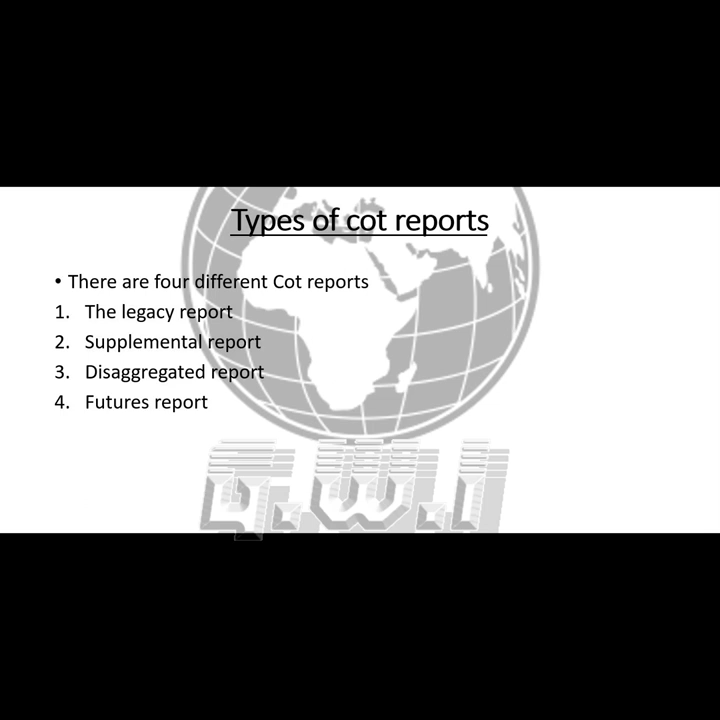 Types of cot reports
• There are four different Cot reports
1. The legacy report
2. Supplemental report
3. Disaggregated report
4. Futures report
G.W.I